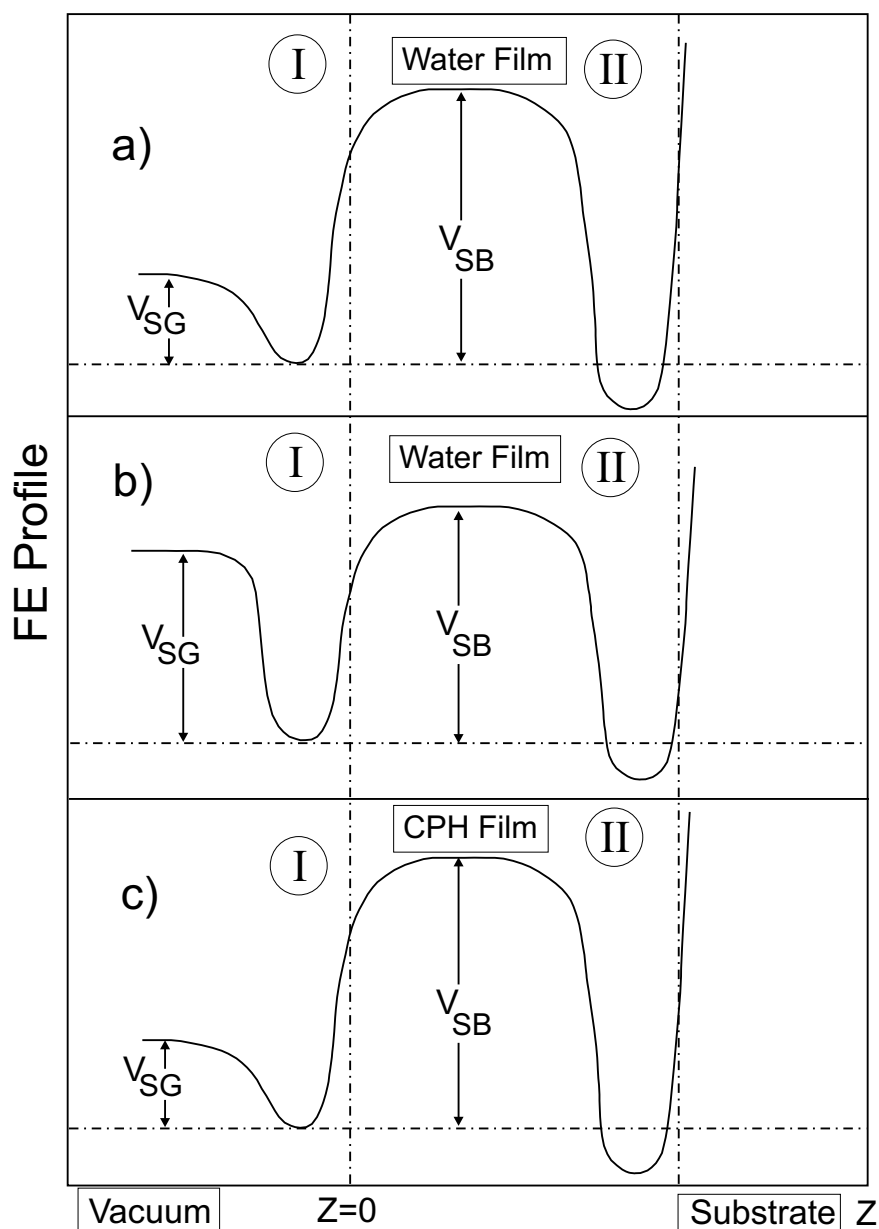 FE Profile
I
Water Film
II
a)
V_SB
V_SG
I
Water Film
II
b)
V_SG
V_SB
CPH Film
I
II
c)
V_SB
V_SG
Vacuum
Z=0
Substrate
Z